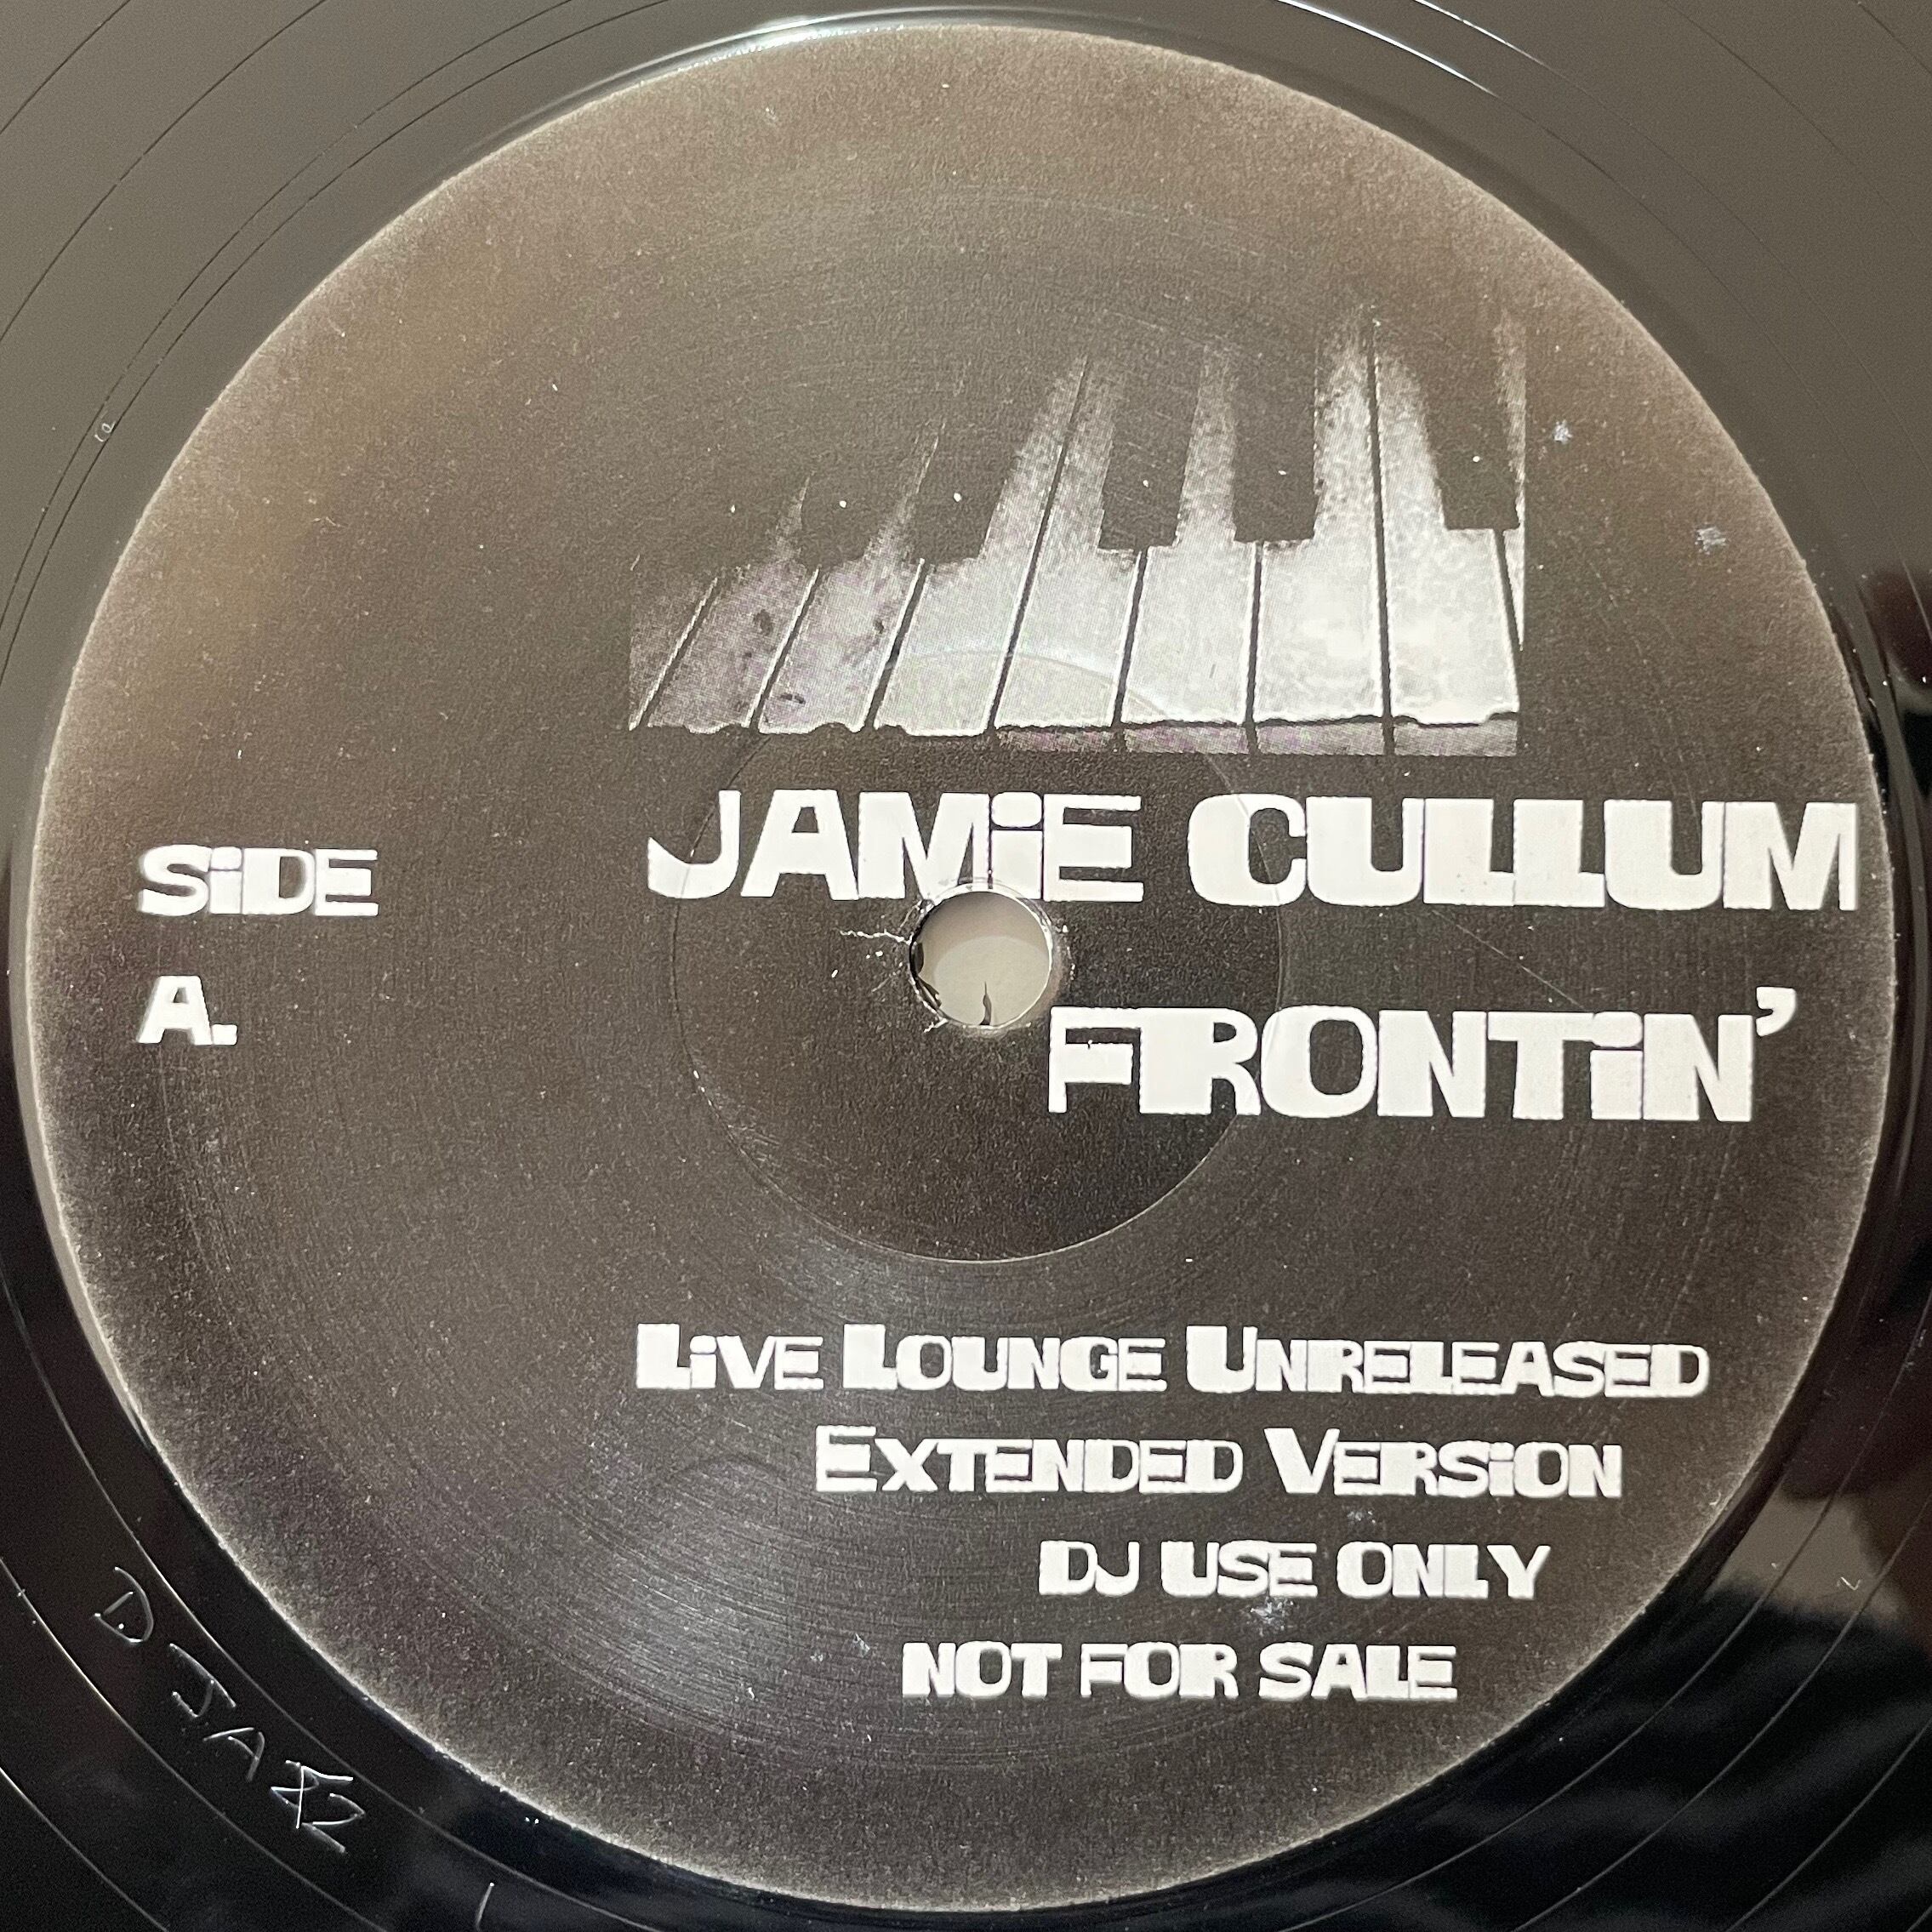 SiDE
A.
JAMiE CULLUM
FRONTiN'
LiVE LOUNGE UNRELEASED
EXTENDED VERSiON
DJ USE ONLY
NOT FOR SALE